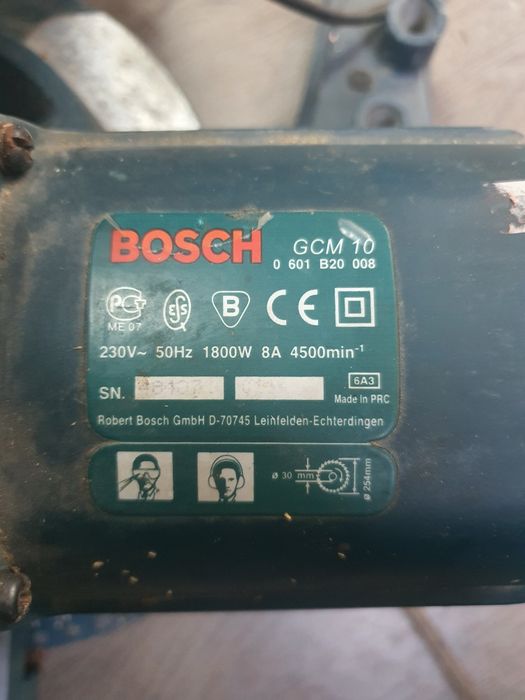 BOSCH GCM 10
0 601 B20 008
ME 07
B
CE
230V~ 50Hz 1800W 8A 4500min⁻¹
SN.
6A3
Made in PRC
Robert Bosch GmbH D-70745 Leinfelden-Echterdingen
ø 30 mm
ø 254mm